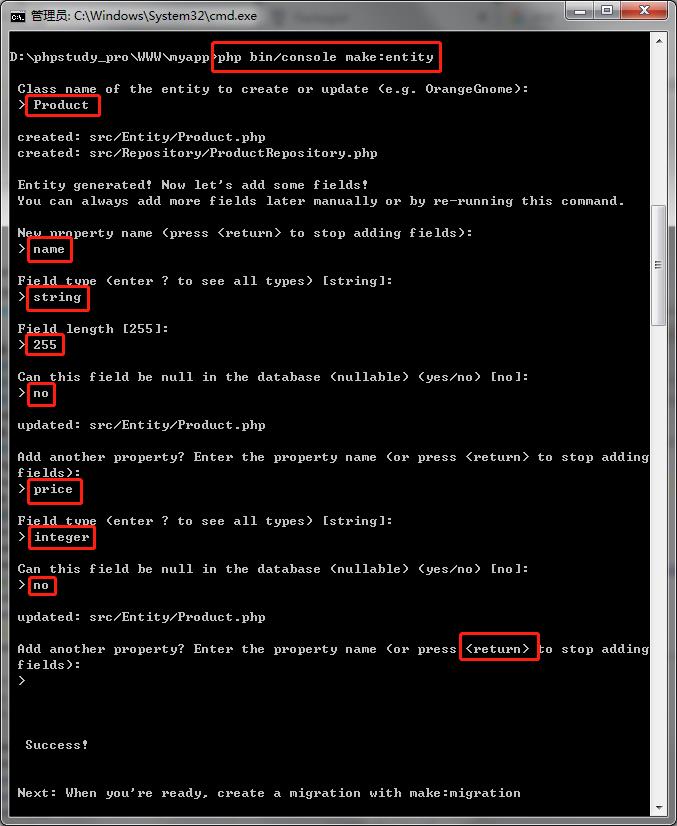 管理员: C:\Windows\System32\cmd.exe
D:\phpstudy_pro\WWW\myapp>php bin/console make:entity
Class name of the entity to create or update (e.g. OrangeGnome):
> Product
created: src/Entity/Product.php
created: src/Repository/ProductRepository.php
Entity generated! Now let's add some fields!
You can always add more fields later manually or by re-running this command.
New property name (press <return> to stop adding fields):
> name
Field type (enter ? to see all types) [string]:
> string
Field length [255]:
> 255
Can this field be null in the database (nullable) (yes/no) [no]:
> no
updated: src/Entity/Product.php
Add another property? Enter the property name (or press <return> to stop adding
fields):
> price
Field type (enter ? to see all types) [string]:
> integer
Can this field be null in the database (nullable) (yes/no) [no]:
> no
updated: src/Entity/Product.php
Add another property? Enter the property name (or press <return> to stop adding
fields):
>
Success!
Next: When you're ready, create a migration with make:migration